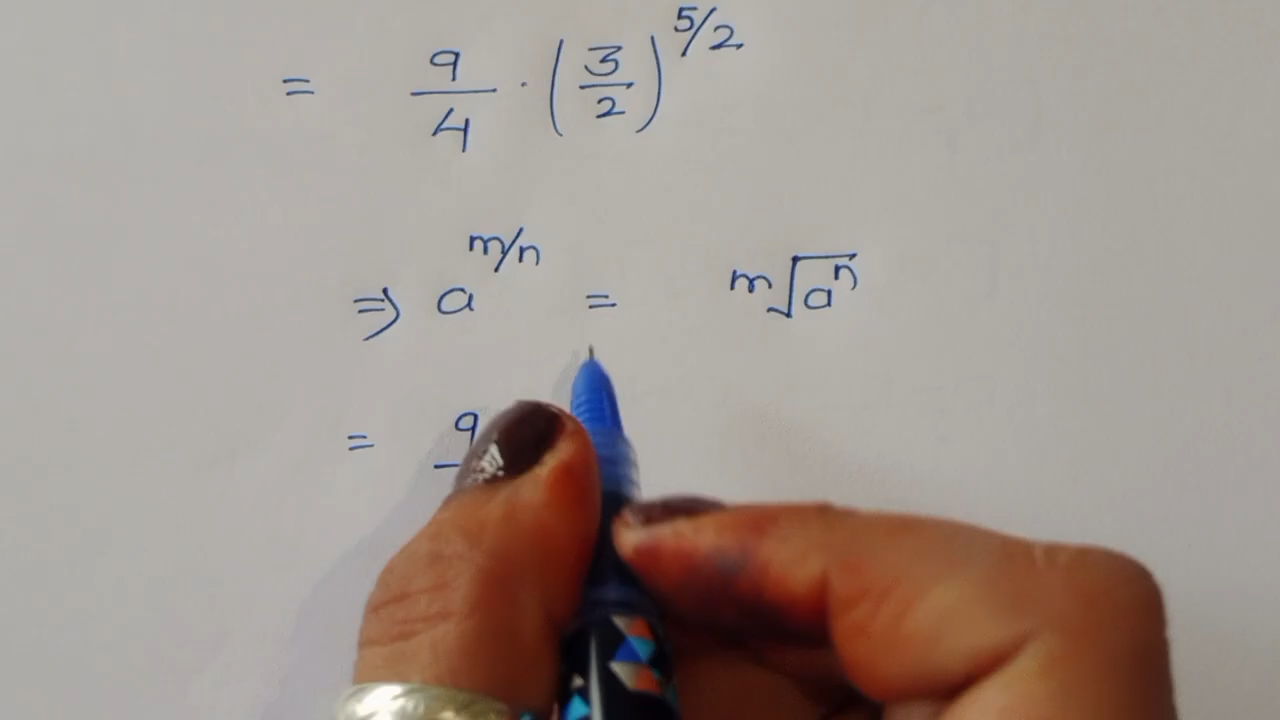 = 9/4 · (3/2)^5/2
⇒ a^m/n = m√a^n
= 9